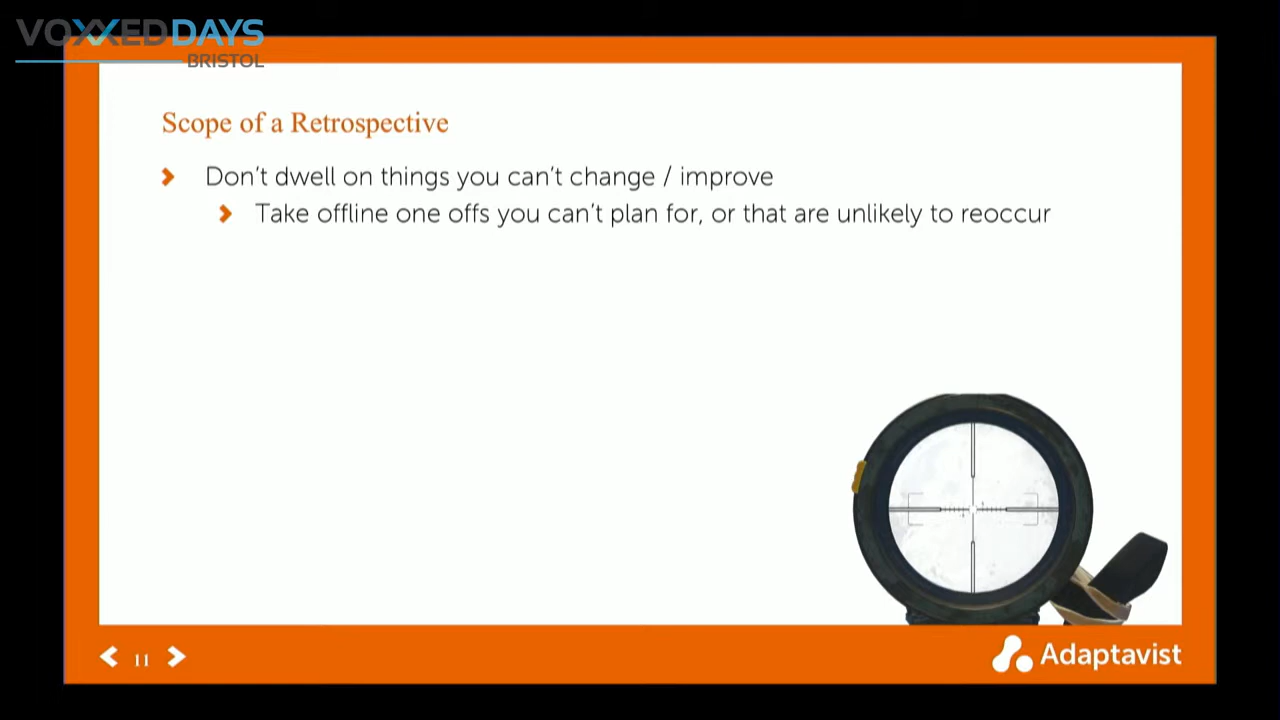 VOXXEDDAYS
BRISTOL
Scope of a Retrospective
Don't dwell on things you can't change / improve
Take offline one offs you can't plan for, or that are unlikely to reoccur
11
Adaptavist